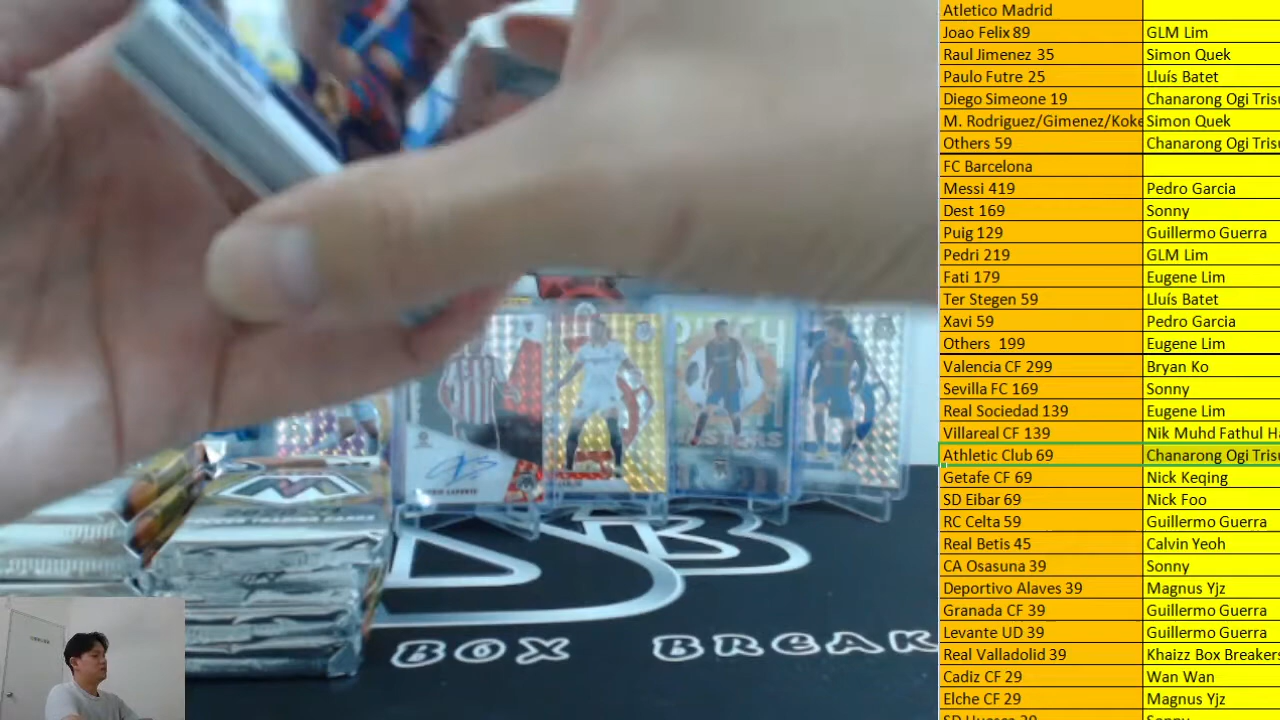 Atletico Madrid
Joao Felix 89 GLM Lim
Raul Jimenez 35 Simon Quek
Paulo Futre 25 Lluís Batet
Diego Simeone 19 Chanarong Ogi Trisu
M. Rodriguez/Gimenez/Koke Simon Quek
Others 59 Chanarong Ogi Trisu
FC Barcelona
Messi 419 Pedro Garcia
Dest 169 Sonny
Puig 129 Guillermo Guerra
Pedri 219 GLM Lim
Fati 179 Eugene Lim
Ter Stegen 59 Lluís Batet
Xavi 59 Pedro Garcia
Others 199 Eugene Lim
Valencia CF 299 Bryan Ko
Sevilla FC 169 Sonny
Real Sociedad 139 Eugene Lim
Villareal CF 139 Nik Muhd Fathul Ha
Athletic Club 69 Chanarong Ogi Trisu
Getafe CF 69 Nick Keqing
SD Eibar 69 Nick Foo
RC Celta 59 Guillermo Guerra
Real Betis 45 Calvin Yeoh
CA Osasuna 39 Sonny
Deportivo Alaves 39 Magnus Yjz
Granada CF 39 Guillermo Guerra
Levante UD 39 Guillermo Guerra
Real Valladolid 39 Khaizz Box Breakers
Cadiz CF 29 Wan Wan
Elche CF 29 Magnus Yjz
SD Huesca 29 Sonny
PITCH
MASTERS
BOX BREAK